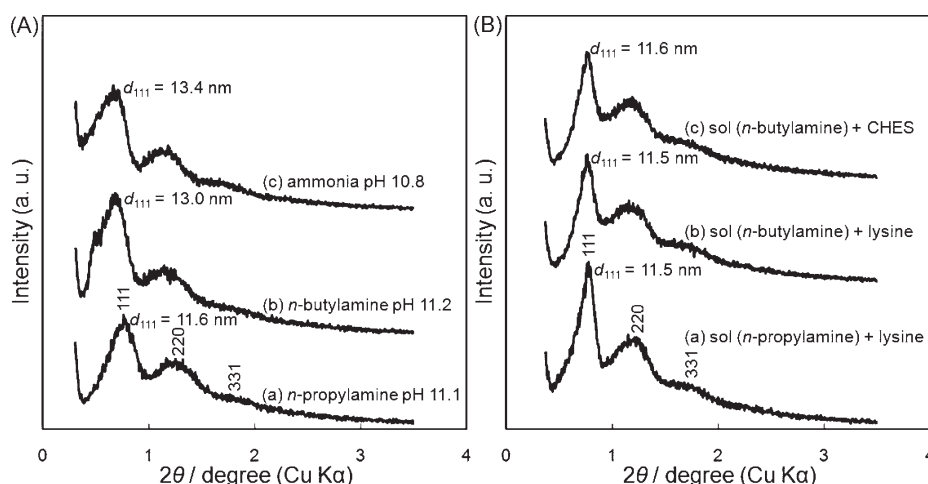 (A)
Intensity (a. u.)
d111 = 13.4 nm
(c) ammonia pH 10.8
d111 = 13.0 nm
(b) n-butylamine pH 11.2
111
d111 = 11.6 nm
220
331
(a) n-propylamine pH 11.1
0 1 2 3 4
2θ / degree (Cu Kα)
(B)
Intensity (a. u.)
d111 = 11.6 nm
(c) sol (n-butylamine) + CHES
d111 = 11.5 nm
(b) sol (n-butylamine) + lysine
111
d111 = 11.5 nm
220
331
(a) sol (n-propylamine) + lysine
0 1 2 3 4
2θ / degree (Cu Kα)